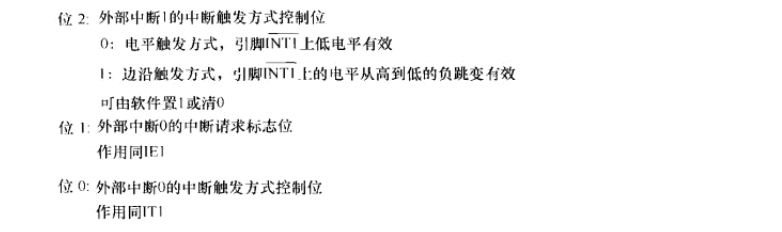 位 2: 外部中断1的中断触发方式控制位
0: 电平触发方式，引脚I̅N̅T̅1̅上低电平有效
1: 边沿触发方式，引脚I̅N̅T̅1̅上的电平从高到低的负跳变有效
可由软件置1或清0
位 1: 外部中断0的中断请求标志位
作用同IE1
位 0: 外部中断0的中断触发方式控制位
作用同IT1